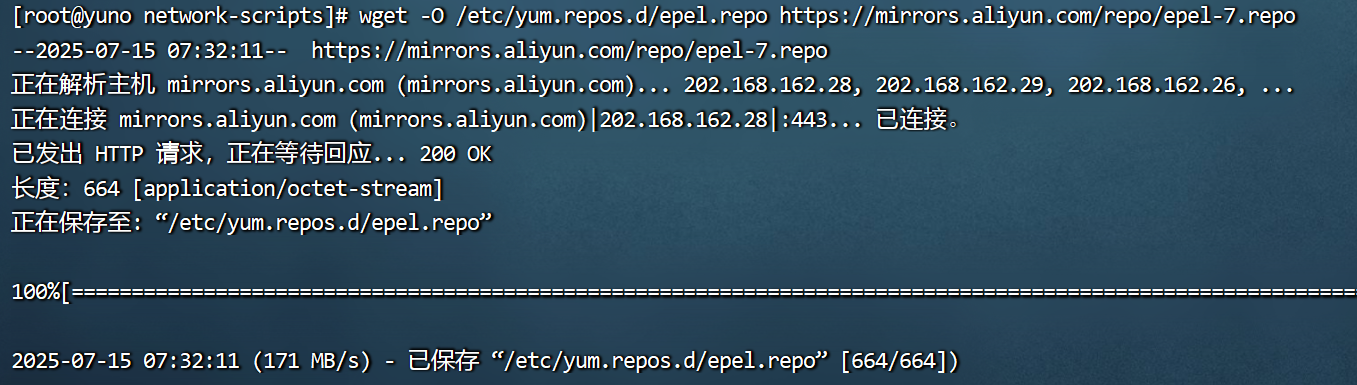 [root@yuno network-scripts]# wget -O /etc/yum.repos.d/epel.repo https://mirrors.aliyun.com/repo/epel-7.repo
--2025-07-15 07:32:11--  https://mirrors.aliyun.com/repo/epel-7.repo
正在解析主机 mirrors.aliyun.com (mirrors.aliyun.com)... 202.168.162.28, 202.168.162.29, 202.168.162.26, ...
正在连接 mirrors.aliyun.com (mirrors.aliyun.com)|202.168.162.28|:443... 已连接。
已发出 HTTP 请求，正在等待回应... 200 OK
长度：664 [application/octet-stream]
正在保存至: “/etc/yum.repos.d/epel.repo”
100%[===========================================================================================================
2025-07-15 07:32:11 (171 MB/s) - 已保存 “/etc/yum.repos.d/epel.repo” [664/664])